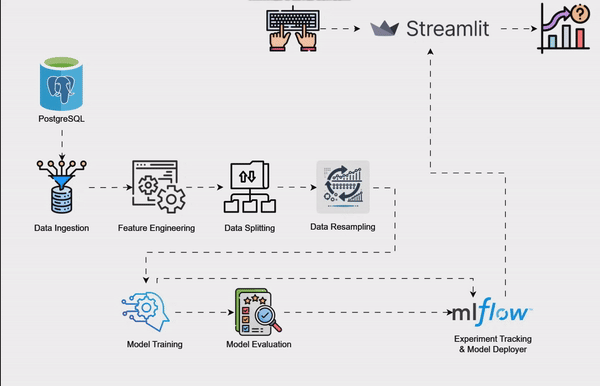 Streamlit
?
PostgreSQL
Data Ingestion
Feature Engineering
Data Splitting
Data Resampling
Model Training
Model Evaluation
mlflow
Experiment Tracking
& Model Deployer